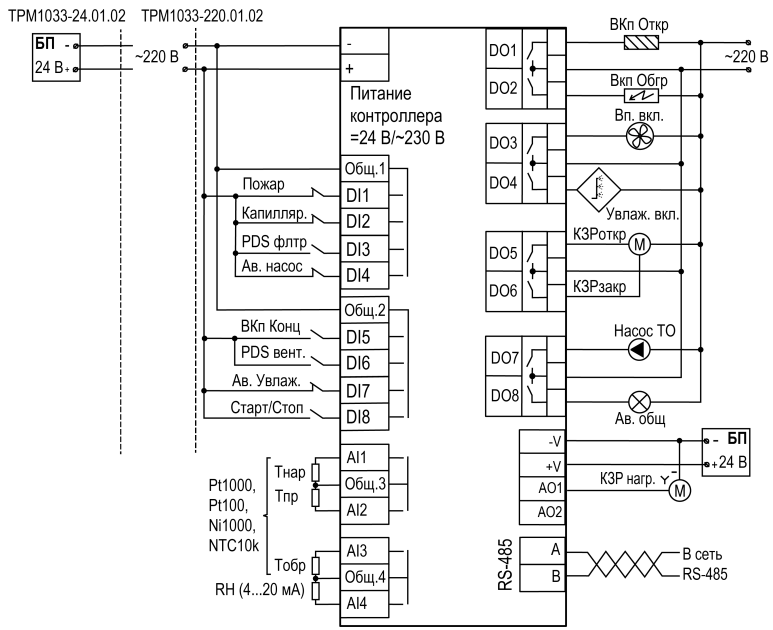 ТРМ1033-24.01.02 ТРМ1033-220.01.02
БП -
24 В +
~220 В
-
+
Питание
контроллера
=24 В/~230 В
Общ.1
Пожар DI1
Капилляр. DI2
PDS флтр DI3
Ав. насос DI4
Общ.2
ВКп Конц DI5
PDS вент. DI6
Ав. Увлаж. DI7
Старт/Стоп DI8
Pt1000,
Pt100,
Ni1000,
NTC10k
Тнар AI1
Общ.3
Тпр AI2
Тобр AI3
Общ.4
RH (4...20 мА) AI4
DO1 ВКп Откр
~220 В
DO2 Вкп Обгр
DO3 Вп. вкл.
DO4 Увлаж. вкл.
DO5 КЗРоткр M
DO6 КЗРзакр
DO7 Насос ТО
DO8 Ав. общ
-V - БП
+V + 24 В
AO1 КЗР нагр. Y - M
AO2
RS-485
A В сеть
B RS-485